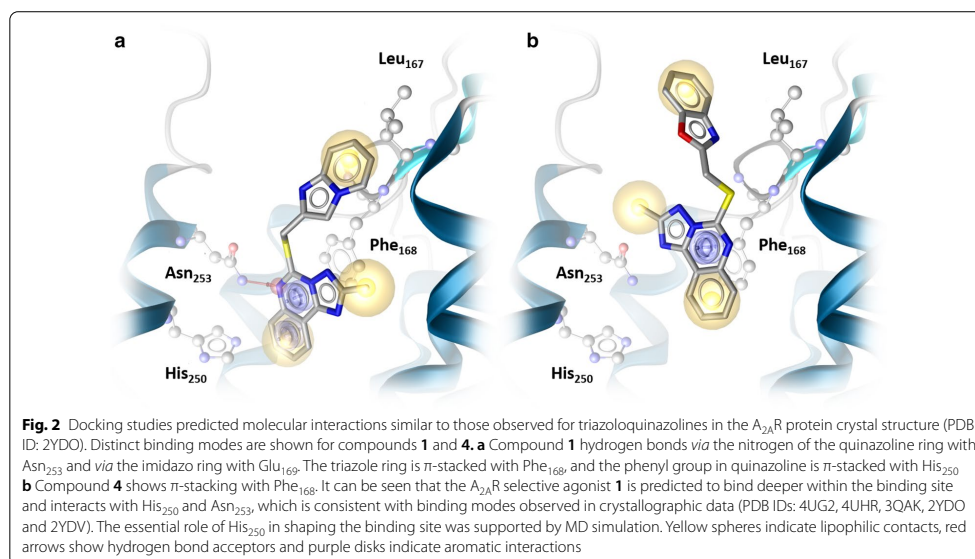 a
b
Leu167
Leu167
Phe168
Phe168
Asn253
Asn253
His250
His250
Fig. 2 Docking studies predicted molecular interactions similar to those observed for triazoloquinazolines in the A2AR protein crystal structure (PDB
ID: 2YDO). Distinct binding modes are shown for compounds 1 and 4. a Compound 1 hydrogen bonds via the nitrogen of the quinazoline ring with
Asn253 and via the imidazo ring with Glu169. The triazole ring is π-stacked with Phe168, and the phenyl group in quinazoline is π-stacked with His250
b Compound 4 shows π-stacking with Phe168. It can be seen that the A2AR selective agonist 1 is predicted to bind deeper within the binding site
and interacts with His250 and Asn253, which is consistent with binding modes observed in crystallographic data (PDB IDs: 4UG2, 4UHR, 3QAK, 2YDO
and 2YDV). The essential role of His250 in shaping the binding site was supported by MD simulation. Yellow spheres indicate lipophilic contacts, red
arrows show hydrogen bond acceptors and purple disks indicate aromatic interactions